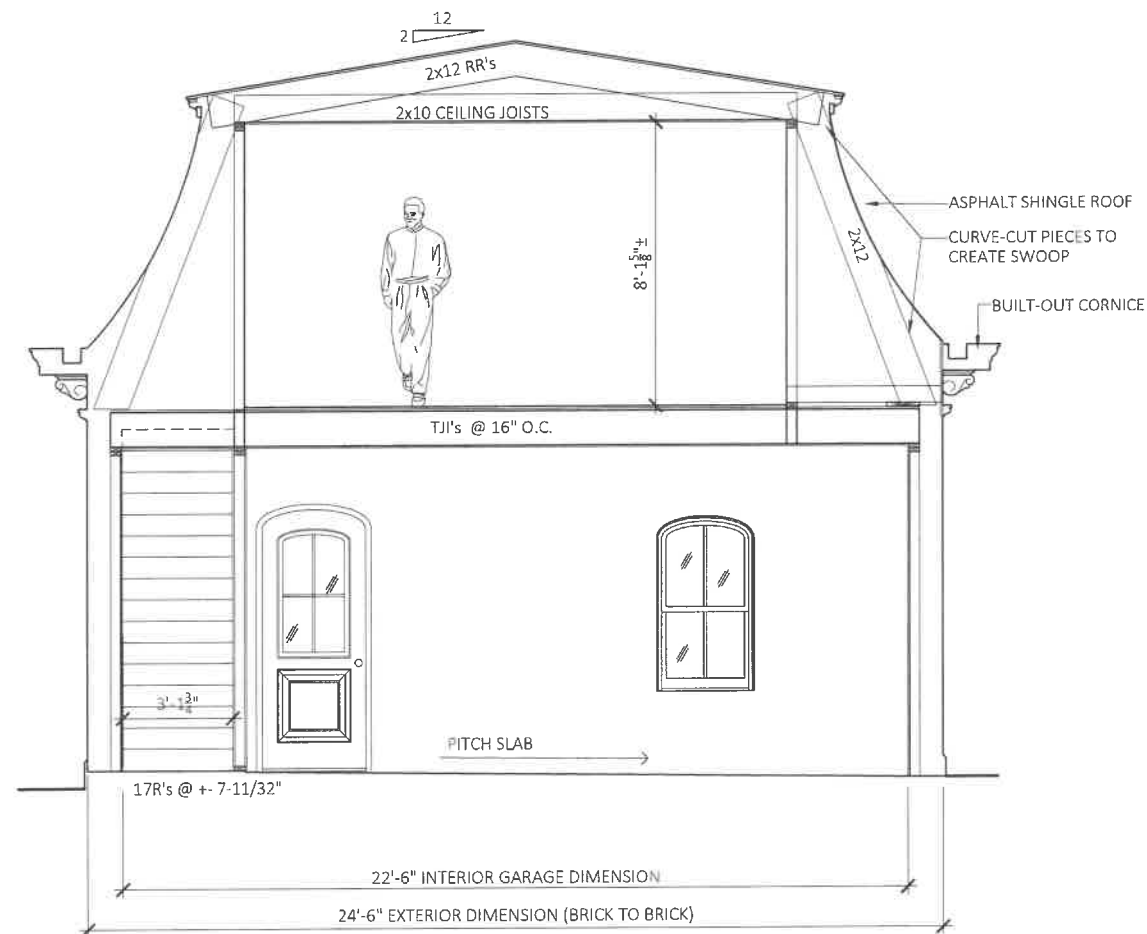 12
2
2x12 RR's
2x10 CEILING JOISTS
8'-1 5/8"±
2x12
ASPHALT SHINGLE ROOF
CURVE-CUT PIECES TO
CREATE SWOOP
BUILT-OUT CORNICE
TJI's @ 16" O.C.
3'-1 3/4"
PITCH SLAB
17R's @ +- 7-11/32"
22'-6" INTERIOR GARAGE DIMENSION
24'-6" EXTERIOR DIMENSION (BRICK TO BRICK)